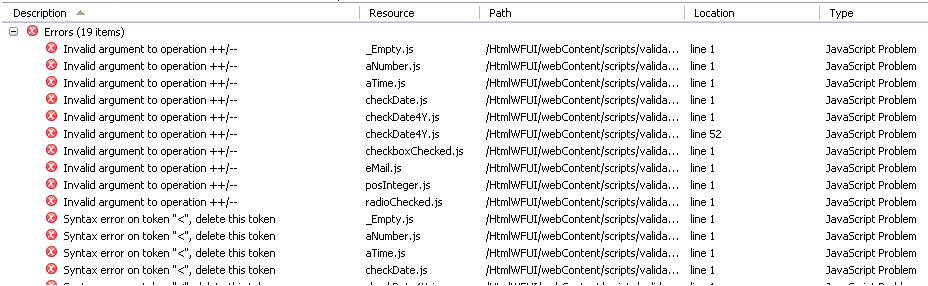 Description Resource Path Location Type
Errors (19 items)
Invalid argument to operation ++/-- _Empty.js /HtmlWFUI/webContent/scripts/valida... line 1 JavaScript Problem
Invalid argument to operation ++/-- aNumber.js /HtmlWFUI/webContent/scripts/valida... line 1 JavaScript Problem
Invalid argument to operation ++/-- aTime.js /HtmlWFUI/webContent/scripts/valida... line 1 JavaScript Problem
Invalid argument to operation ++/-- checkDate.js /HtmlWFUI/webContent/scripts/valida... line 1 JavaScript Problem
Invalid argument to operation ++/-- checkDate4Y.js /HtmlWFUI/webContent/scripts/valida... line 1 JavaScript Problem
Invalid argument to operation ++/-- checkDate4Y.js /HtmlWFUI/webContent/scripts/valida... line 52 JavaScript Problem
Invalid argument to operation ++/-- checkboxChecked.js /HtmlWFUI/webContent/scripts/valida... line 1 JavaScript Problem
Invalid argument to operation ++/-- eMail.js /HtmlWFUI/webContent/scripts/valida... line 1 JavaScript Problem
Invalid argument to operation ++/-- posInteger.js /HtmlWFUI/webContent/scripts/valida... line 1 JavaScript Problem
Invalid argument to operation ++/-- radioChecked.js /HtmlWFUI/webContent/scripts/valida... line 1 JavaScript Problem
Syntax error on token "<", delete this token _Empty.js /HtmlWFUI/webContent/scripts/valida... line 1 JavaScript Problem
Syntax error on token "<", delete this token aNumber.js /HtmlWFUI/webContent/scripts/valida... line 1 JavaScript Problem
Syntax error on token "<", delete this token aTime.js /HtmlWFUI/webContent/scripts/valida... line 1 JavaScript Problem
Syntax error on token "<", delete this token checkDate.js /HtmlWFUI/webContent/scripts/valida... line 1 JavaScript Problem